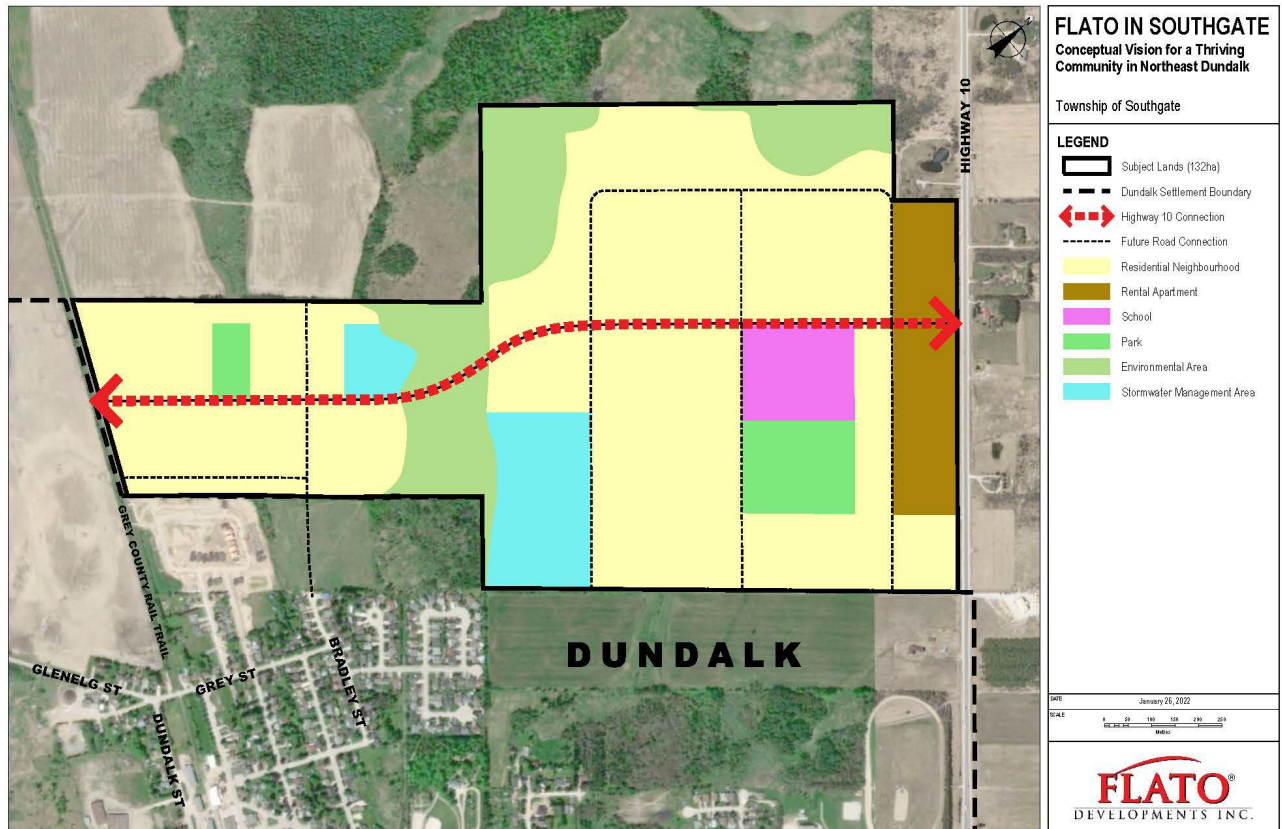 HIGHWAY 10
GREY COUNTY RAIL TRAIL
GLENELG ST
GREY ST
DUNDALK ST
BRADLEY ST
DUNDALK
FLATO IN SOUTHGATE
Conceptual Vision for a Thriving
Community in Northeast Dundalk
Township of Southgate
LEGEND
Subject Lands (132ha)
Dundalk Settlement Boundary
Highway 10 Connection
Future Road Connection
Residential Neighbourhood
Rental Apartment
School
Park
Environmental Area
Stormwater Management Area
DATE
January 26, 2022
SCALE
0 50 100 150 200 250
Metres
FLATO®
DEVELOPMENTS INC.